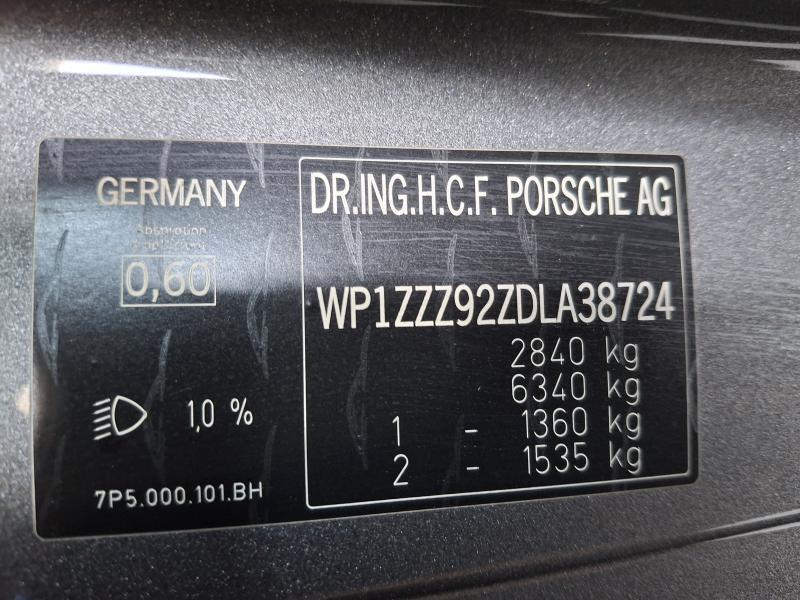 GERMANY
Absorption
0,60
1,0 %
7P5.000.101.BH
DR.ING.H.C.F. PORSCHE AG
WP1ZZZ92ZDLA38724
2840 kg
6340 kg
1 - 1360 kg
2 - 1535 kg